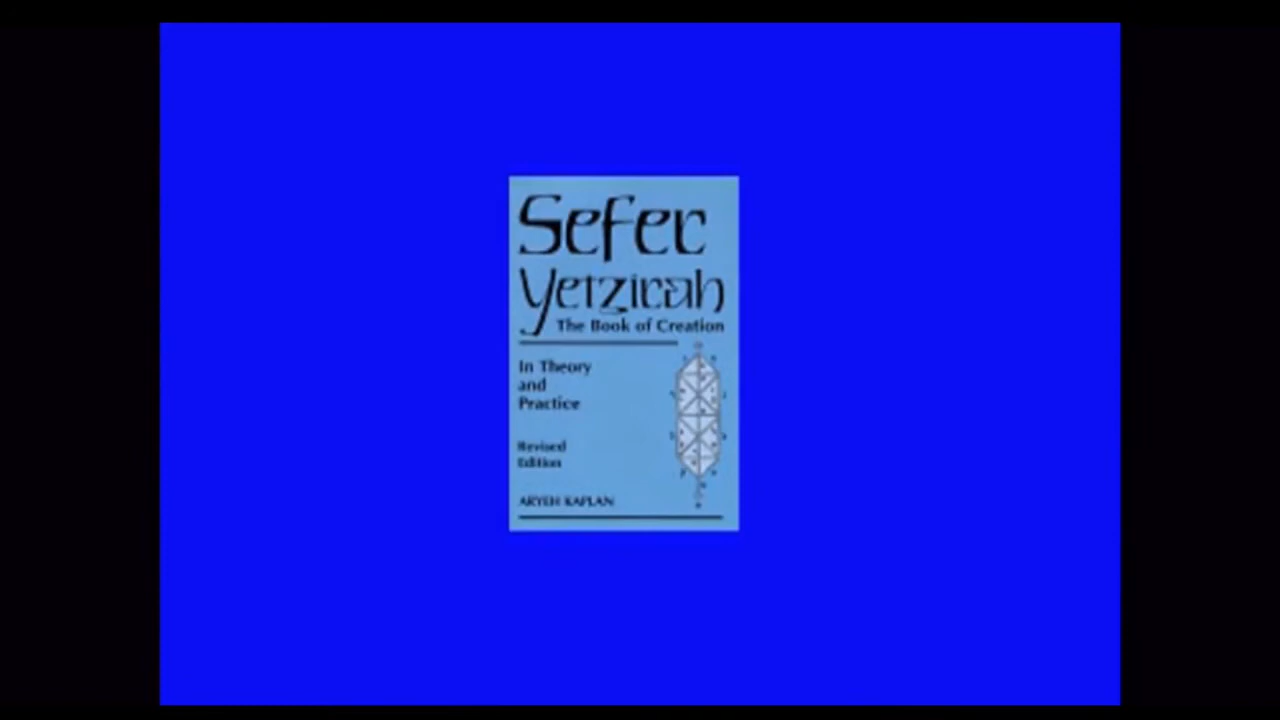 Sefer
Yetzirah
The Book of Creation
In Theory
and
Practice
Revised
Edition
ARYEH KAPLAN